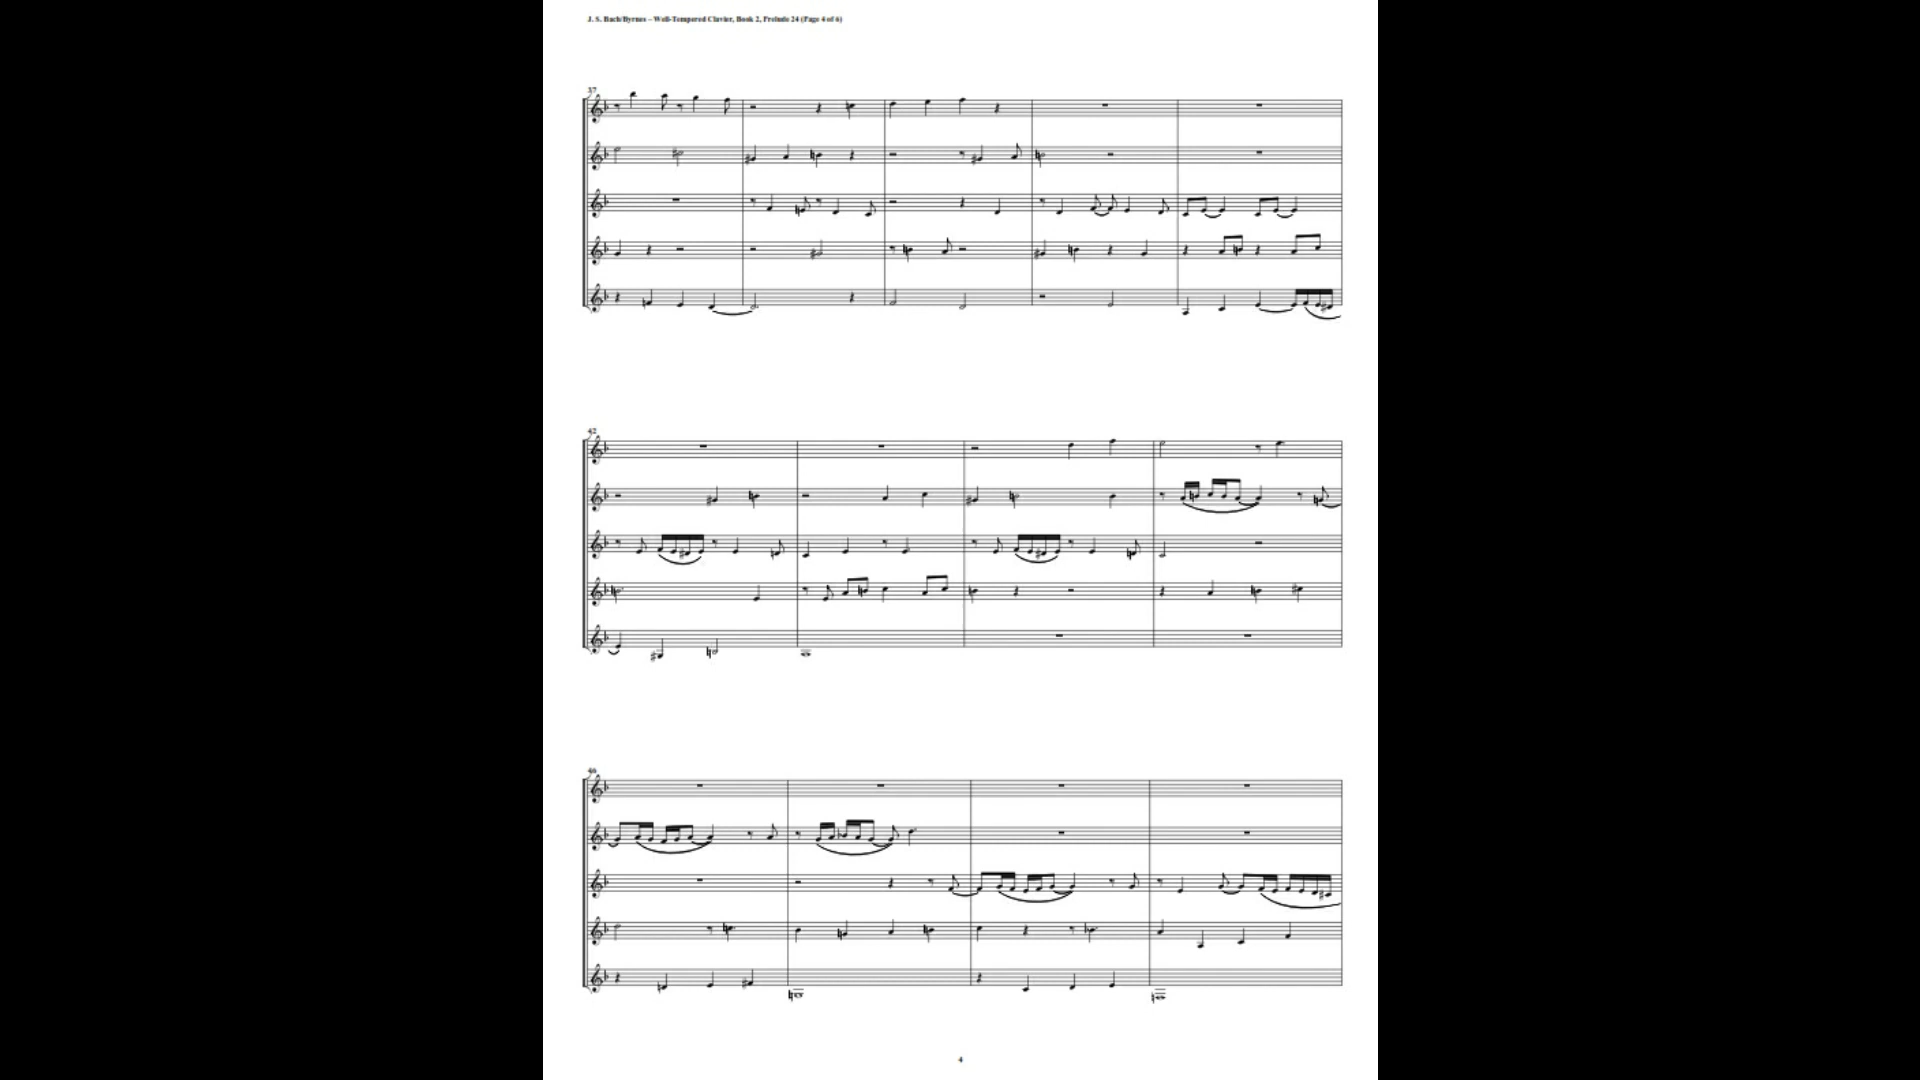 J. S. Bach/Byrnes – Well-Tempered Clavier, Book 2, Prelude 24 (Page 4 of 6)
37
42
46
4